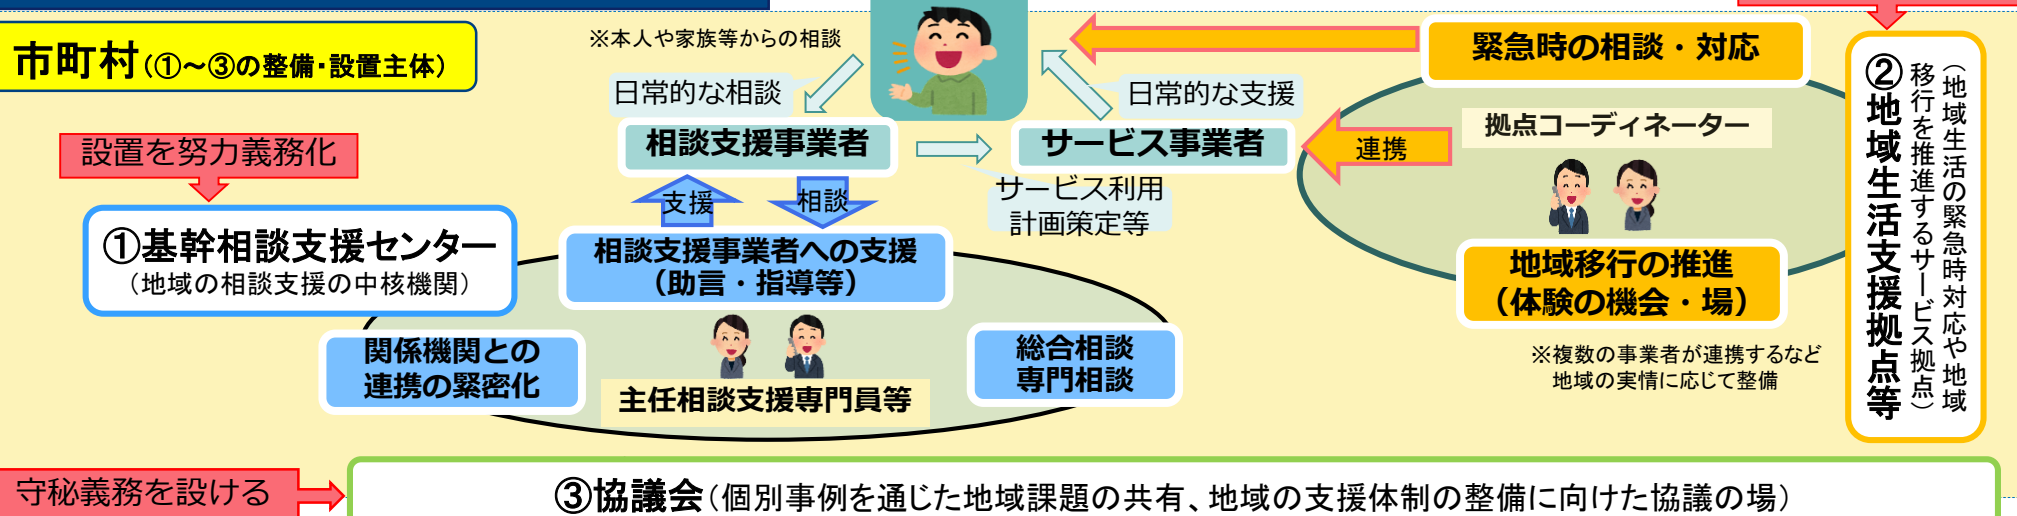 市町村(①～③の整備・設置主体)
※本人や家族等からの相談
日常的な相談
日常的な支援
相談支援事業者
サービス事業者
サービス利用
計画策定等
緊急時の相談・対応
拠点コーディネーター
連携
地域移行の推進
(体験の機会・場)
※複数の事業者が連携するなど
地域の実情に応じて整備
②地域生活支援拠点等
(地域生活の緊急時対応や地域
移行を推進するサービス拠点)
設置を努力義務化
①基幹相談支援センター
(地域の相談支援の中核機関)
支援
相談
相談支援事業者への支援
(助言・指導等)
関係機関との
連携の緊密化
主任相談支援専門員等
総合相談
専門相談
守秘義務を設ける
③協議会(個別事例を通じた地域課題の共有、地域の支援体制の整備に向けた協議の場)